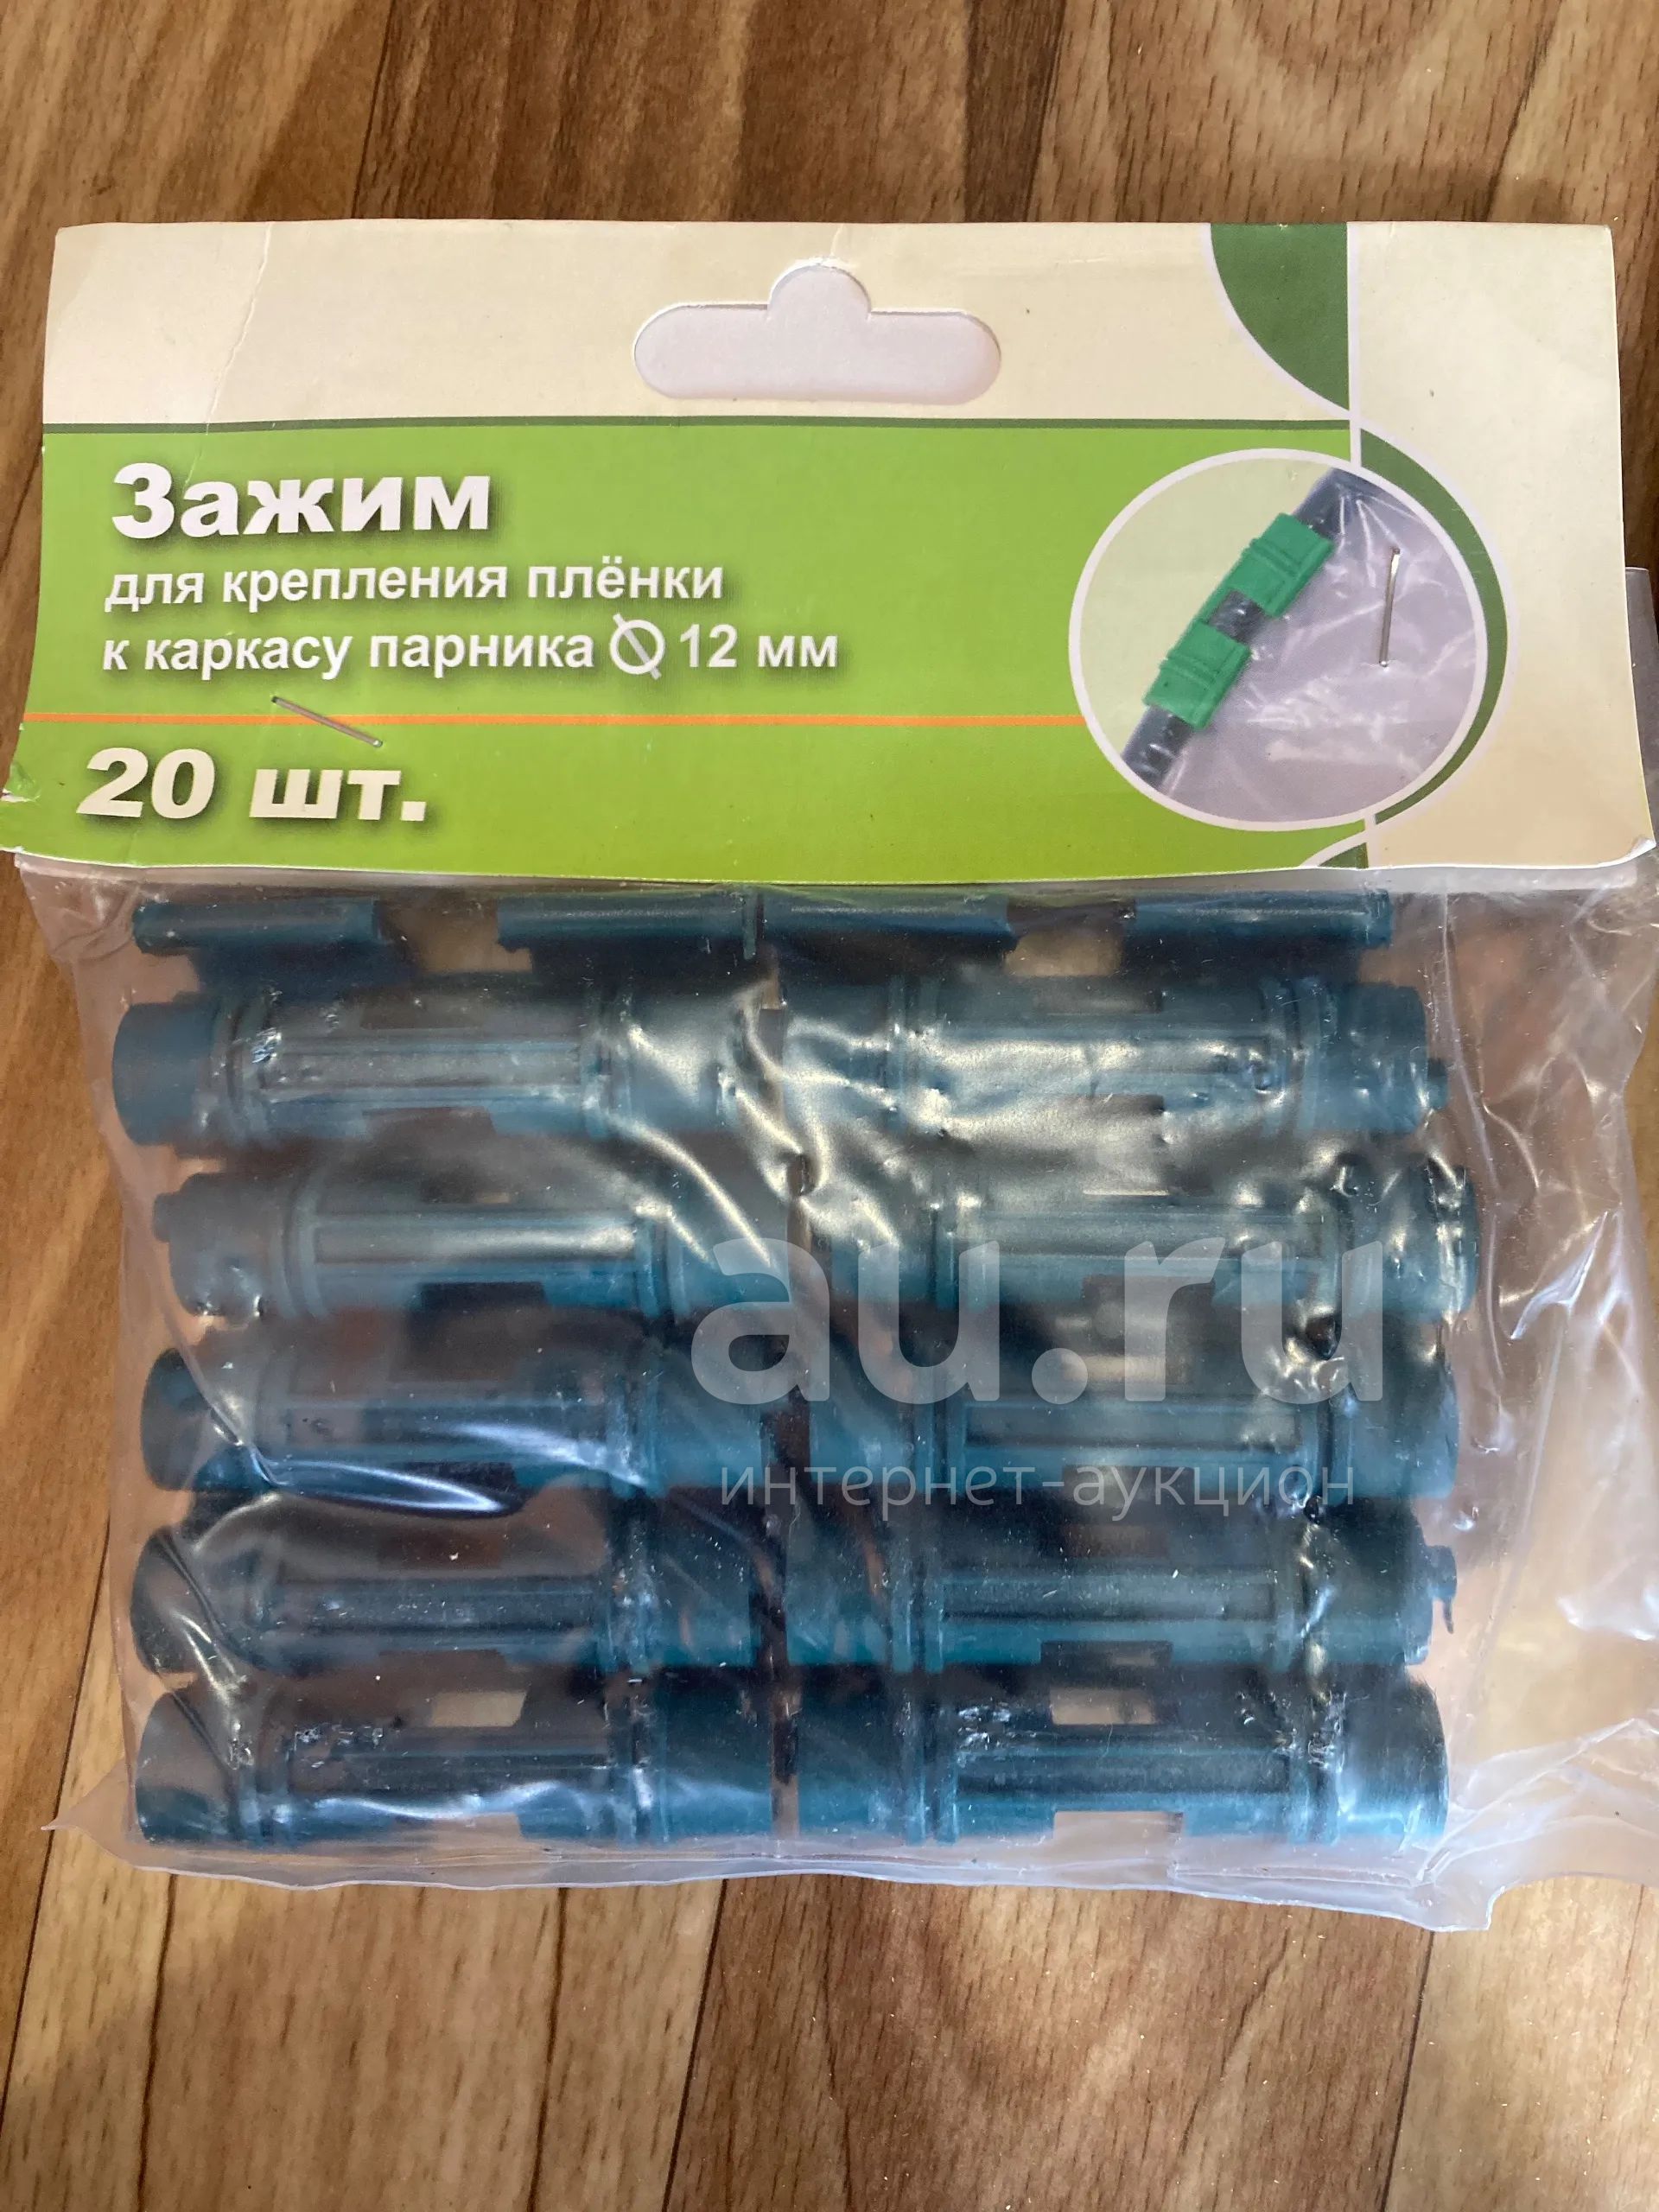 Зажим
для крепления плёнки
к каркасу парника Ø 12 мм
20 шт.
au.ru
интернет-аукцион